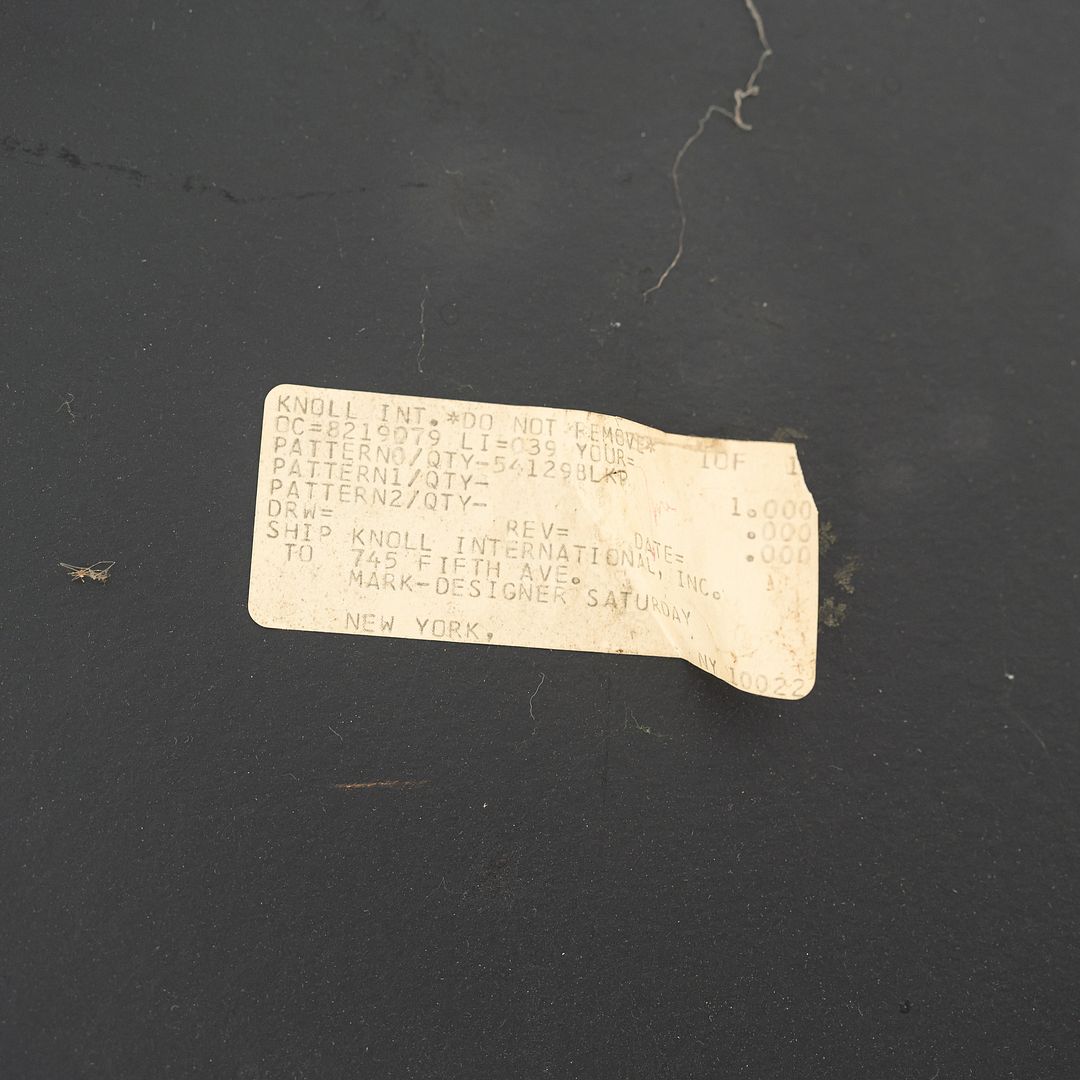 KNOLL INT.*DO NOT REMOVE*
OC=8219079 LI=039 YOUR= 1OF 1
PATTERN0/QTY-541298LKP 1.000
PATTERN1/QTY- .000
PATTERN2/QTY- .000
DRW= REV= DATE=
SHIP KNOLL INTERNATIONAL, INC.
TO 745 FIFTH AVE.
MARK-DESIGNER SATURDAY
NEW YORK, NY 10022